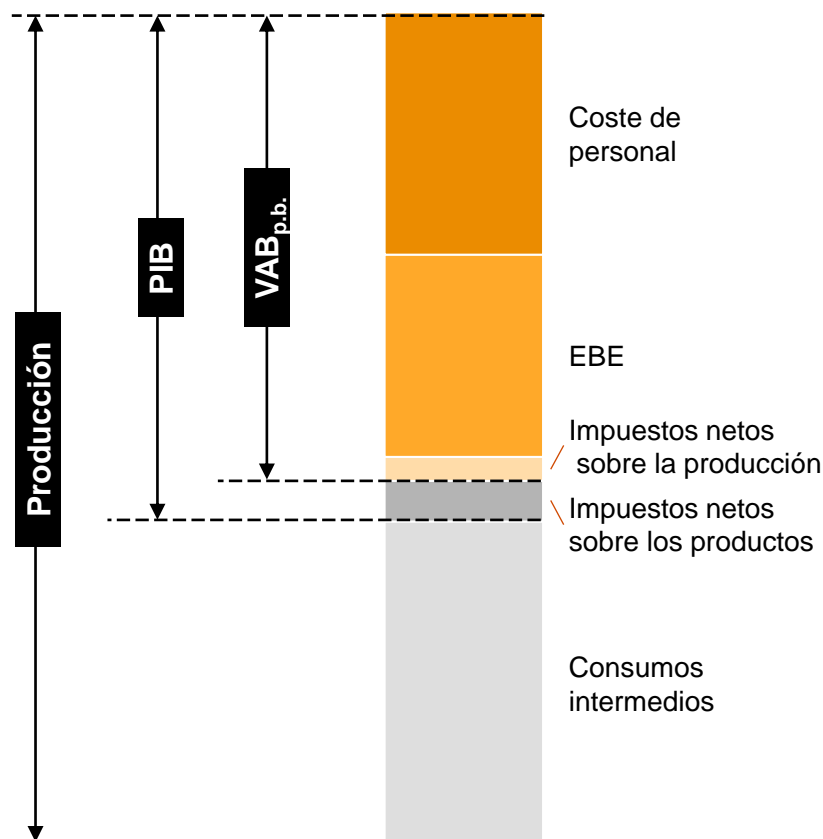 Producción
PIB
VABp.b.
Coste de
personal
EBE
Impuestos netos
sobre la producción
Impuestos netos
sobre los productos
Consumos
intermedios